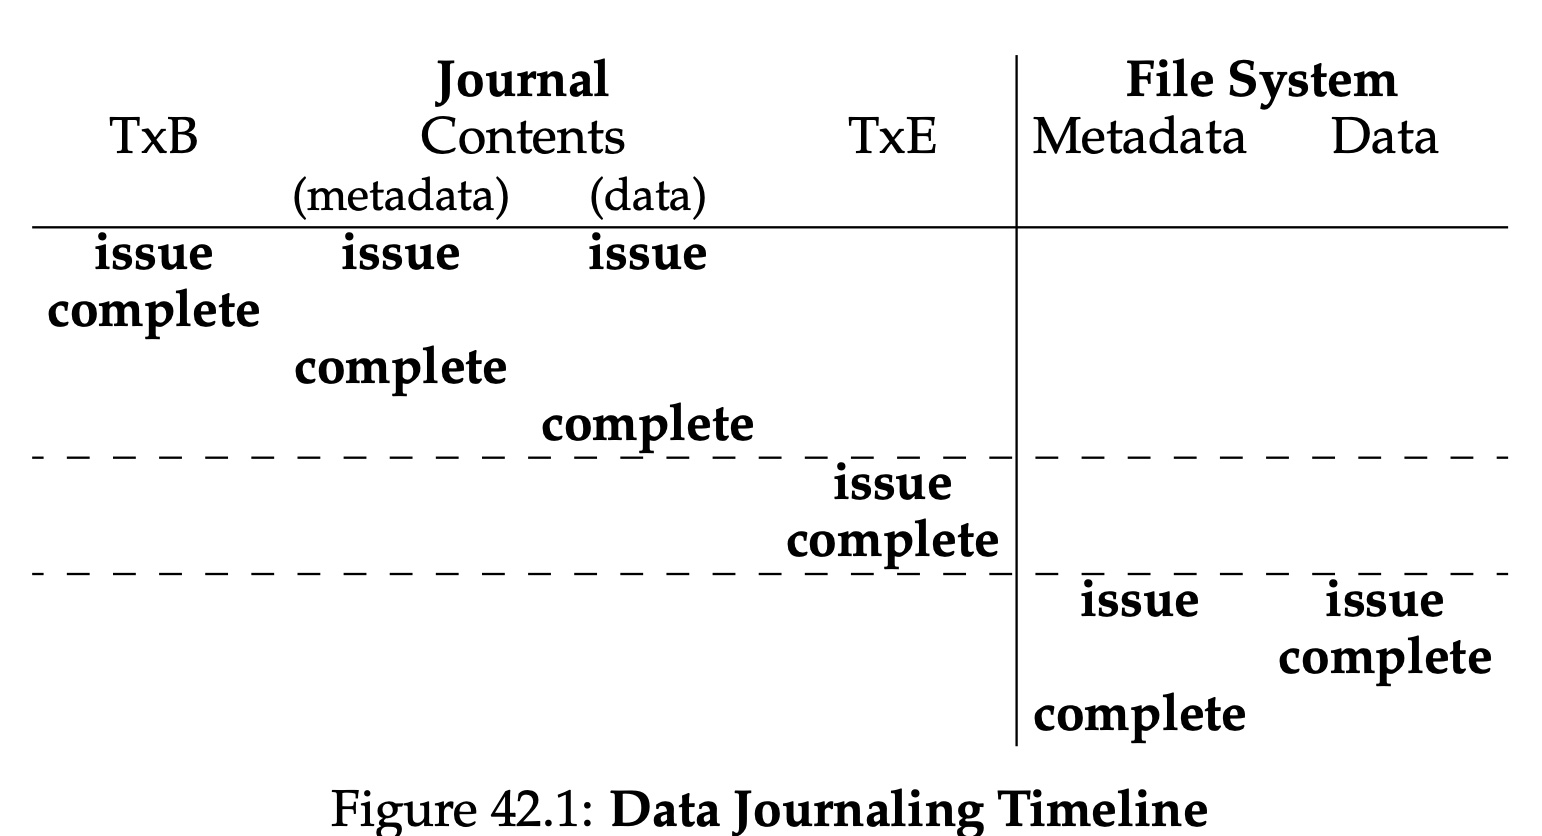 Journal File System
TxB Contents TxE Metadata Data
(metadata) (data)
issue issue issue
complete
complete
complete
issue
complete
issue issue
complete
complete
Figure 42.1: Data Journaling Timeline